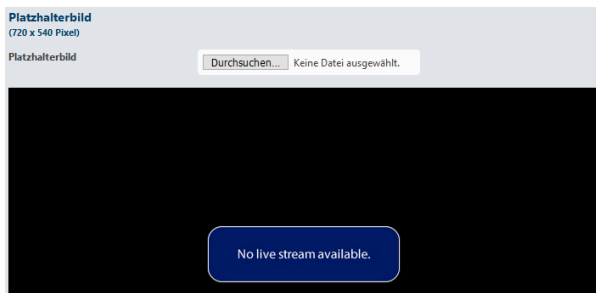 Platzhalterbild
(720 x 540 Pixel)
Platzhalterbild
Durchsuchen... Keine Datei ausgewählt.
No live stream available.